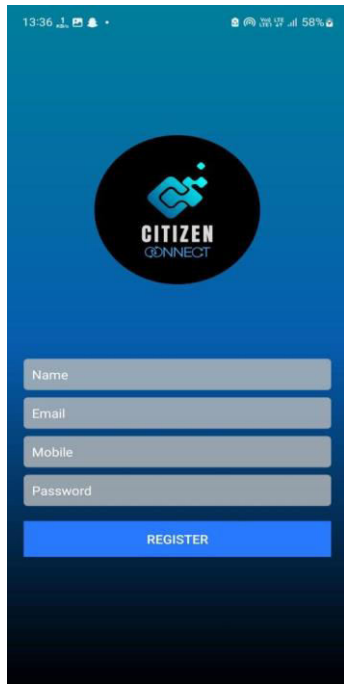 13:36 58%
CITIZEN
CONNECT
Name
Email
Mobile
Password
REGISTER